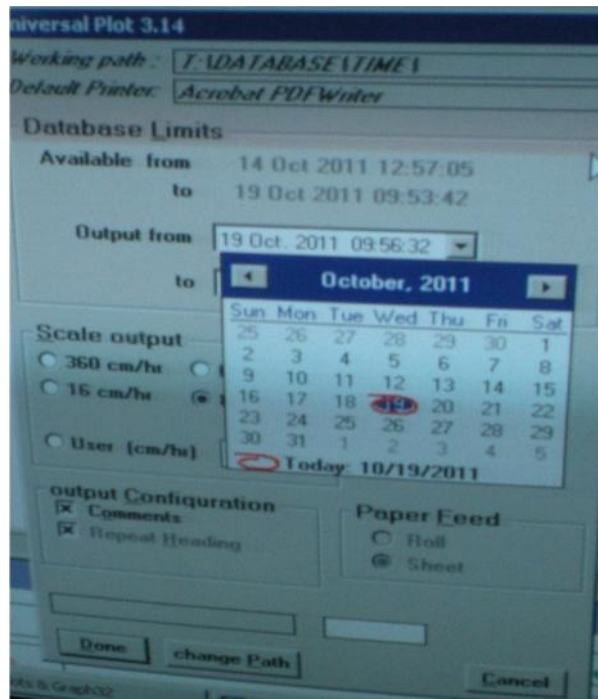 niversal Plot 3.14
Working path : T:\DATABASE\TIME\
Default Printer: Acrobat PDFWriter
Database Limits
Available from 14 Oct 2011 12:57:05
to 19 Oct 2011 09:53:42
Output from 19 Oct. 2011 09:56:32
to
October, 2011
Sun Mon Tue Wed Thu Fri Sat
25 26 27 28 29 30 1
2 3 4 5 6 7 8
9 10 11 12 13 14 15
16 17 18 19 20 21 22
23 24 25 26 27 28 29
30 31 1 2 3 4 5
Today: 10/19/2011
Scale output
360 cm/hr
16 cm/hr
User (cm/hr)
output Configuration
Comments
Repeat Heading
Paper Feed
Roll
Sheet
Done
change Path
Cancel
ots & Graph32